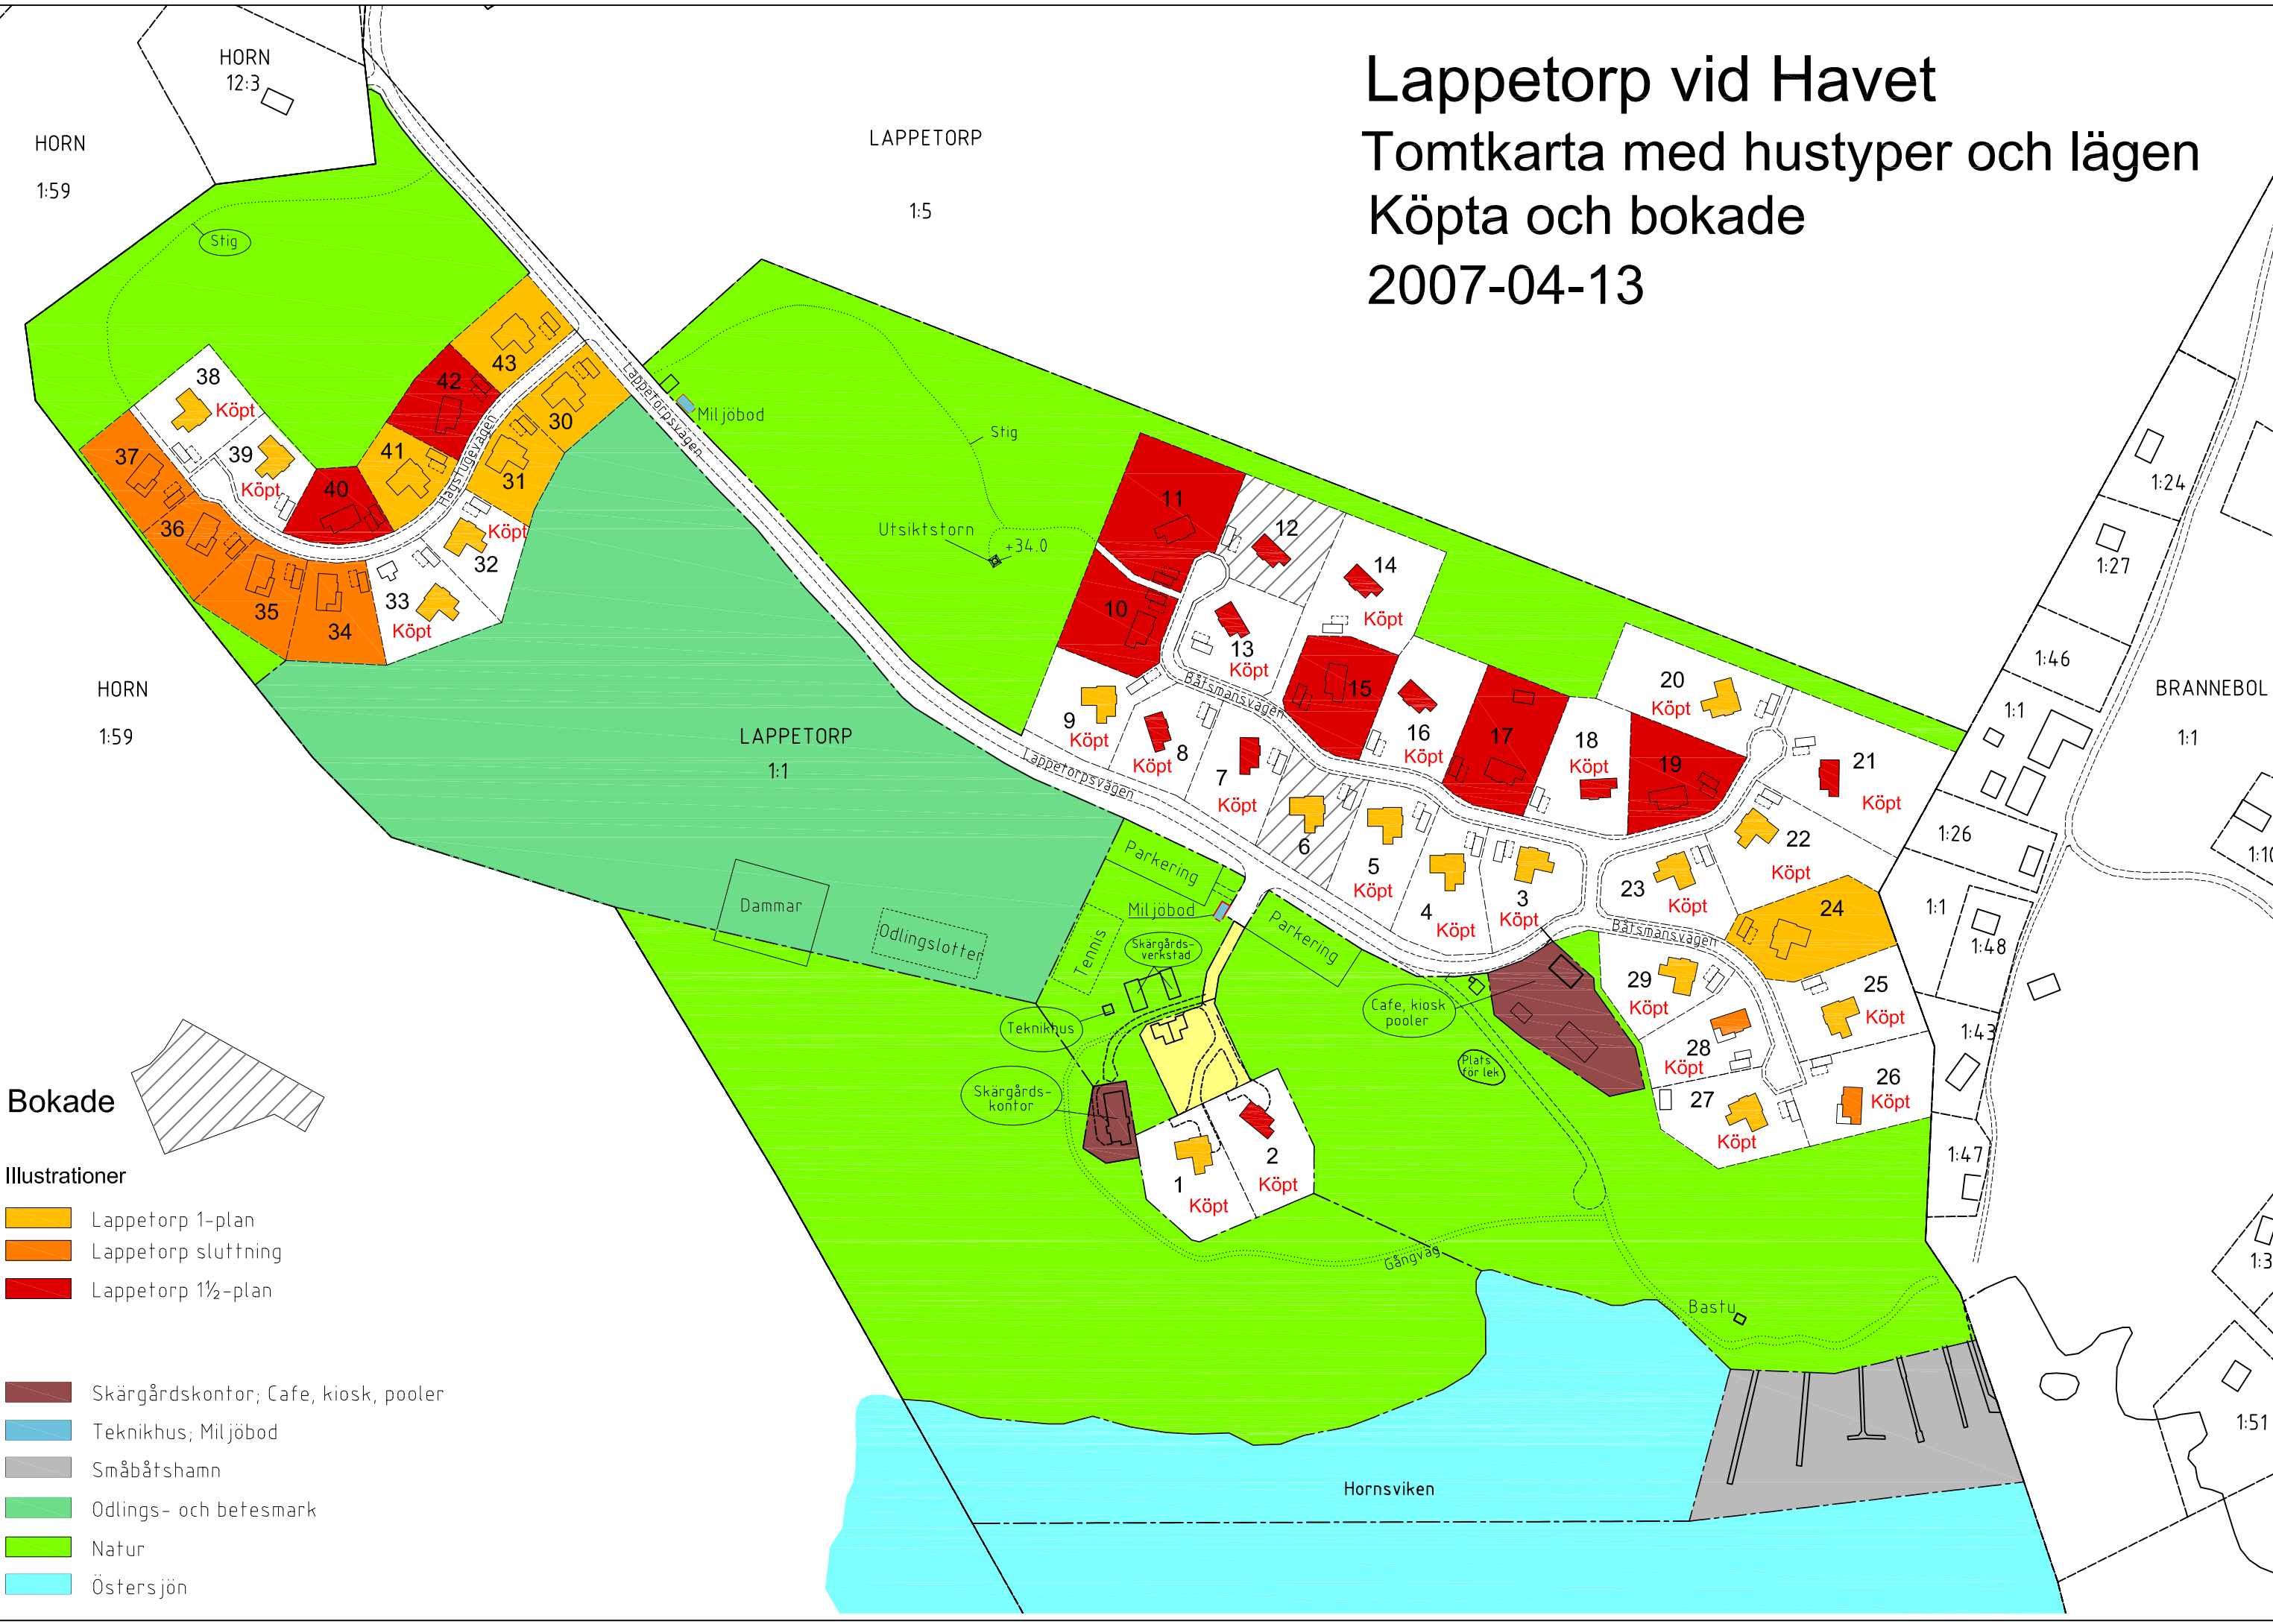 Lappetorp vid Havet
Tomtkarta med hustyper och lägen
Köpta och bokade
2007-04-13
HORN
12:3
HORN
1:59
LAPPETORP
1:5
Stig
43
42
38
Köpt
30
41
39
Köpt
37
31
40
36
Köpt
32
35
33
Köpt
34
Hagstugevägen
Lappetorpsvägen
Miljöbod
Stig
Utsiktstorn
+34.0
11
12
14
Köpt
10
13
Köpt
15
Båtsmansvägen
9
Köpt
8
Köpt
7
Köpt
16
Köpt
17
18
Köpt
19
20
Köpt
21
Köpt
Lappetorpsvägen
6
5
Köpt
4
Köpt
3
Köpt
22
Köpt
23
Köpt
24
Båtsmansvägen
25
Köpt
29
Köpt
28
Köpt
27
Köpt
26
Köpt
HORN
1:59
LAPPETORP
1:1
Dammar
Odlingslotter
Tennis
Parkering
Miljöbod
Parkering
Skärgårds-
verkstad
Teknikhus
Skärgårds-
kontor
Cafe, kiosk
pooler
Plats
för lek
1
Köpt
2
Köpt
Gångväg
Bastu
Hornsviken
1:24
1:27
1:46
1:1
BRANNEBOL
1:1
1:26
1:10
1:1
1:48
1:43
1:47
1:3
1:51
Bokade
Illustrationer
Lappetorp 1-plan
Lappetorp sluttning
Lappetorp 1½-plan
Skärgårdskontor; Cafe, kiosk, pooler
Teknikhus; Miljöbod
Småbåtshamn
Odlings- och betesmark
Natur
Östersjön